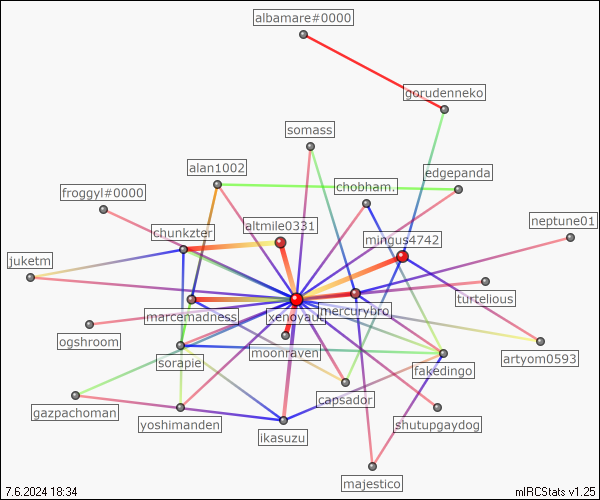 albamare#0000
gorudenneko
somass
alan1002
edgepanda
chobham.
froggyl#0000
altmile0331
neptune01
chunkzter
mingus4742
juketm
turtelious
xenoyaut
mercurybro
marcemadness
ogshroom
moonraven
artyom0593
sorapie
fakedingo
capsador
gazpachoman
yoshimanden
shutupgaydog
ikasuzu
majestico
7.6.2024 18:34
mIRCStats v1.25